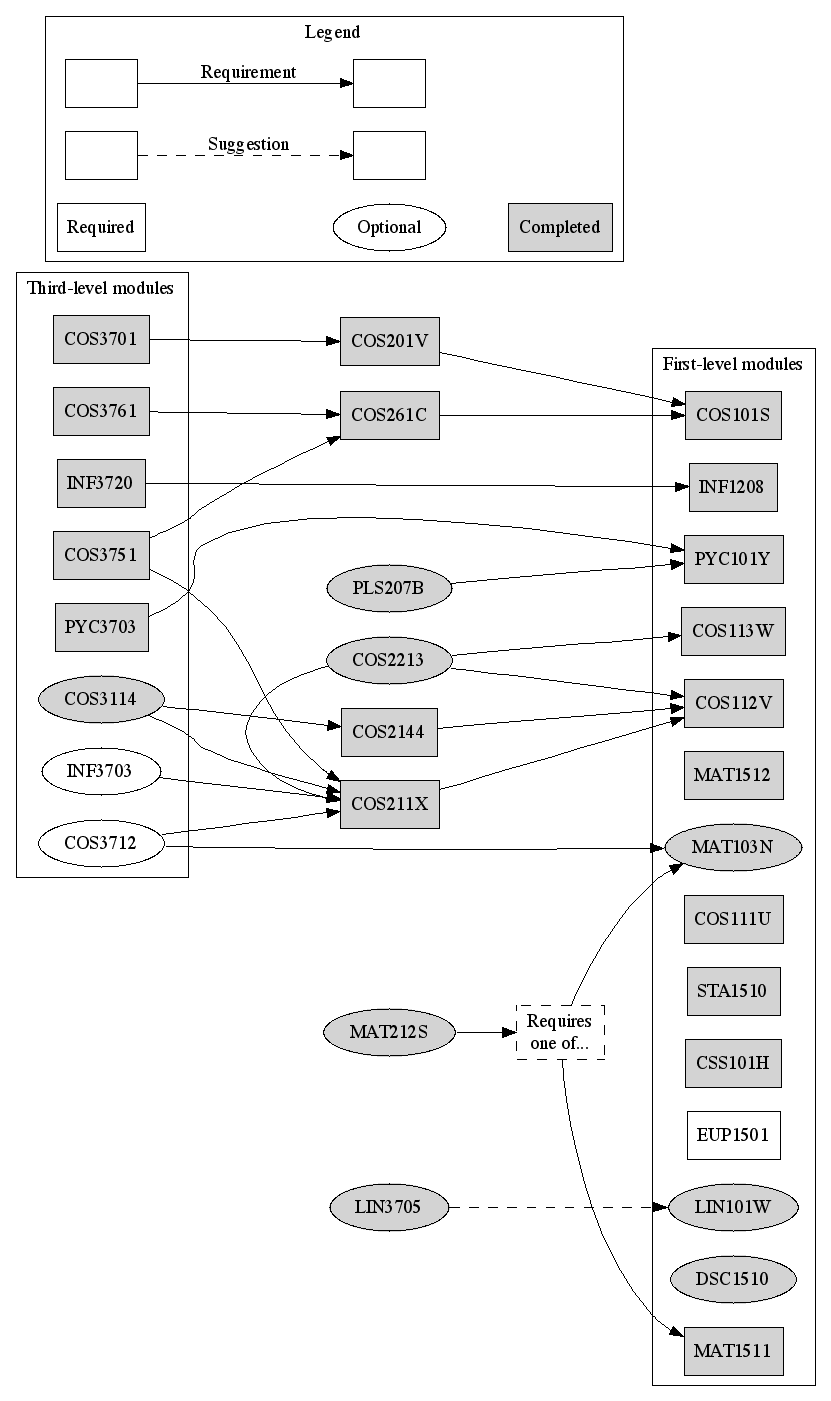 Legend
Requirement
Suggestion
Required
Optional
Completed
Third-level modules
COS3701
COS3761
INF3720
COS3751
PYC3703
COS3114
INF3703
COS3712
COS201V
COS261C
PLS207B
COS2213
COS2144
COS211X
MAT212S
Requires
one of...
LIN3705
First-level modules
COS101S
INF1208
PYC101Y
COS113W
COS112V
MAT1512
MAT103N
COS111U
STA1510
CSS101H
EUP1501
LIN101W
DSC1510
MAT1511